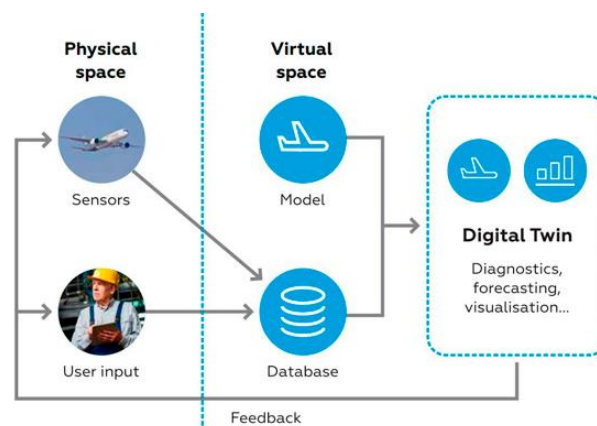 Physical
space
Virtual
space
Sensors
Model
Digital Twin
Diagnostics,
forecasting,
visualisation...
User input
Database
Feedback